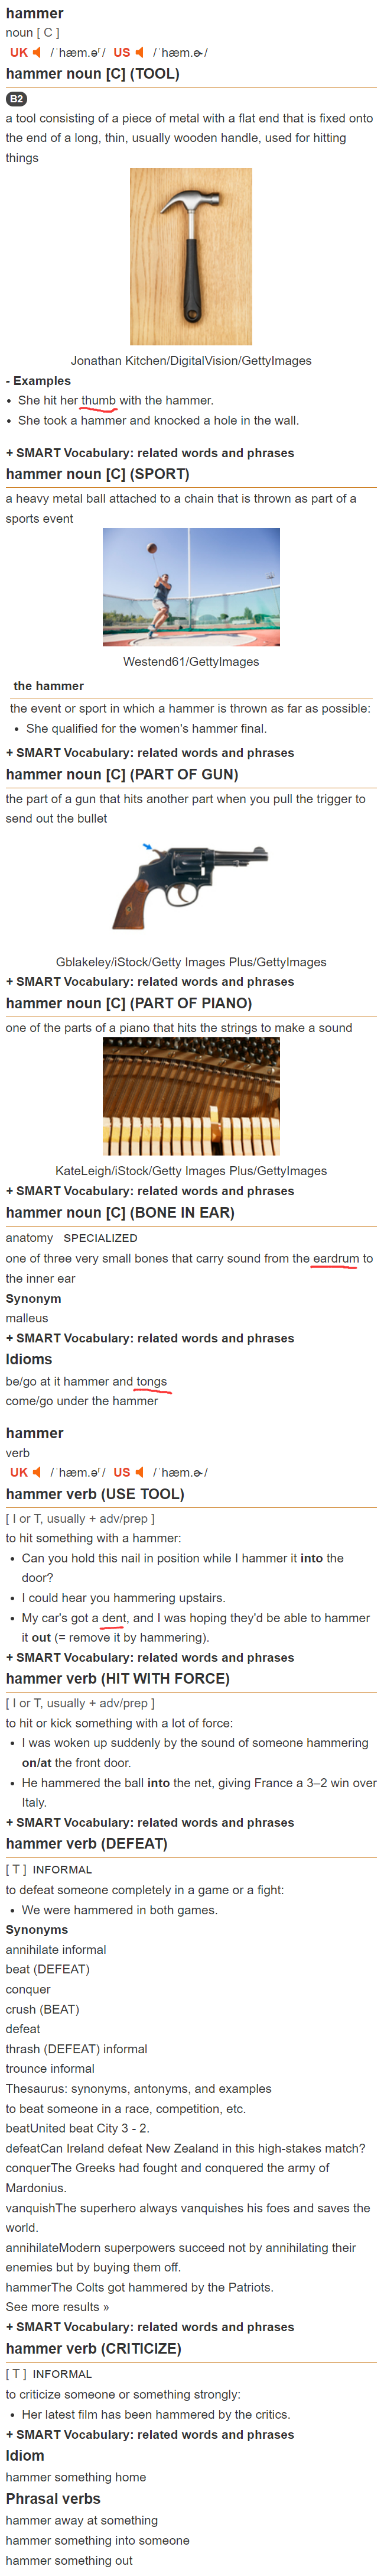 hammer
noun [ C ]
UK /ˈhæm.əʳ/ US /ˈhæm.ɚ/
hammer noun [C] (TOOL)
B2
a tool consisting of a piece of metal with a flat end that is fixed onto
the end of a long, thin, usually wooden handle, used for hitting
things
Jonathan Kitchen/DigitalVision/GettyImages
- Examples
• She hit her thumb with the hammer.
• She took a hammer and knocked a hole in the wall.
+ SMART Vocabulary: related words and phrases
hammer noun [C] (SPORT)
a heavy metal ball attached to a chain that is thrown as part of a
sports event
Westend61/GettyImages
the hammer
the event or sport in which a hammer is thrown as far as possible:
• She qualified for the women's hammer final.
+ SMART Vocabulary: related words and phrases
hammer noun [C] (PART OF GUN)
the part of a gun that hits another part when you pull the trigger to
send out the bullet
Gblakeley/iStock/Getty Images Plus/GettyImages
+ SMART Vocabulary: related words and phrases
hammer noun [C] (PART OF PIANO)
one of the parts of a piano that hits the strings to make a sound
KateLeigh/iStock/Getty Images Plus/GettyImages
+ SMART Vocabulary: related words and phrases
hammer noun [C] (BONE IN EAR)
anatomy SPECIALIZED
one of three very small bones that carry sound from the eardrum to
the inner ear
Synonym
malleus
+ SMART Vocabulary: related words and phrases
Idioms
be/go at it hammer and tongs
come/go under the hammer
hammer
verb
UK /ˈhæm.əʳ/ US /ˈhæm.ɚ/
hammer verb (USE TOOL)
[ I or T, usually + adv/prep ]
to hit something with a hammer:
• Can you hold this nail in position while I hammer it into the
door?
• I could hear you hammering upstairs.
• My car's got a dent, and I was hoping they'd be able to hammer
it out (= remove it by hammering).
+ SMART Vocabulary: related words and phrases
hammer verb (HIT WITH FORCE)
[ I or T, usually + adv/prep ]
to hit or kick something with a lot of force:
• I was woken up suddenly by the sound of someone hammering
on/at the front door.
• He hammered the ball into the net, giving France a 3–2 win over
Italy.
+ SMART Vocabulary: related words and phrases
hammer verb (DEFEAT)
[ T ] INFORMAL
to defeat someone completely in a game or a fight:
• We were hammered in both games.
Synonyms
annihilate informal
beat (DEFEAT)
conquer
crush (BEAT)
defeat
thrash (DEFEAT) informal
trounce informal
Thesaurus: synonyms, antonyms, and examples
to beat someone in a race, competition, etc.
beatUnited beat City 3 - 2.
defeatCan Ireland defeat New Zealand in this high-stakes match?
conquerThe Greeks had fought and conquered the army of
Mardonius.
vanquishThe superhero always vanquishes his foes and saves the
world.
annihilateModern superpowers succeed not by annihilating their
enemies but by buying them off.
hammerThe Colts got hammered by the Patriots.
See more results »
+ SMART Vocabulary: related words and phrases
hammer verb (CRITICIZE)
[ T ] INFORMAL
to criticize someone or something strongly:
• Her latest film has been hammered by the critics.
+ SMART Vocabulary: related words and phrases
Idiom
hammer something home
Phrasal verbs
hammer away at something
hammer something into someone
hammer something out